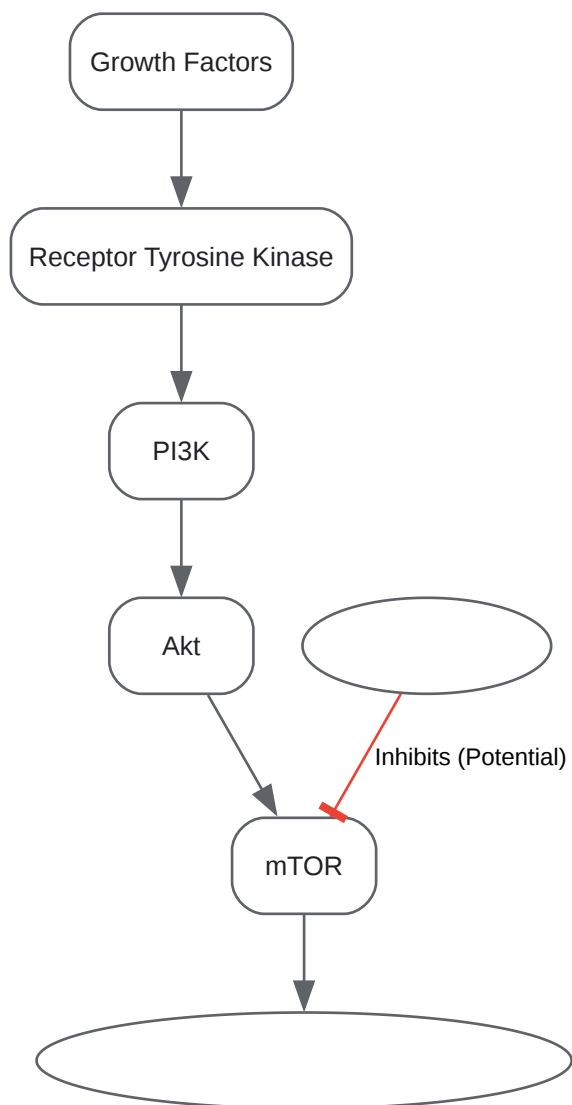 Growth Factors
Receptor Tyrosine Kinase
PI3K
Akt
Inhibits (Potential)
mTOR